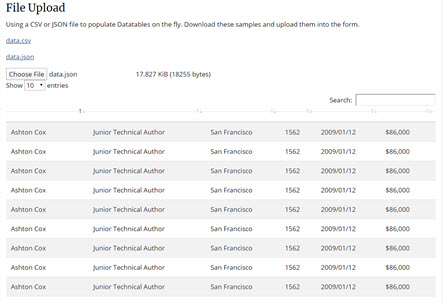 File Upload
Using a CSV or JSON file to populate Datatables on the fly. Download these samples and upload them into the form.
data.csv
data.json
Choose File data.json 17.827 KiB (18255 bytes)
Show 10 entries
Search:
Ashton Cox Junior Technical Author San Francisco 1562 2009/01/12 $86,000
Ashton Cox Junior Technical Author San Francisco 1562 2009/01/12 $86,000
Ashton Cox Junior Technical Author San Francisco 1562 2009/01/12 $86,000
Ashton Cox Junior Technical Author San Francisco 1562 2009/01/12 $86,000
Ashton Cox Junior Technical Author San Francisco 1562 2009/01/12 $86,000
Ashton Cox Junior Technical Author San Francisco 1562 2009/01/12 $86,000
Ashton Cox Junior Technical Author San Francisco 1562 2009/01/12 $86,000
Ashton Cox Junior Technical Author San Francisco 1562 2009/01/12 $86,000
Ashton Cox Junior Technical Author San Francisco 1562 2009/01/12 $86,000